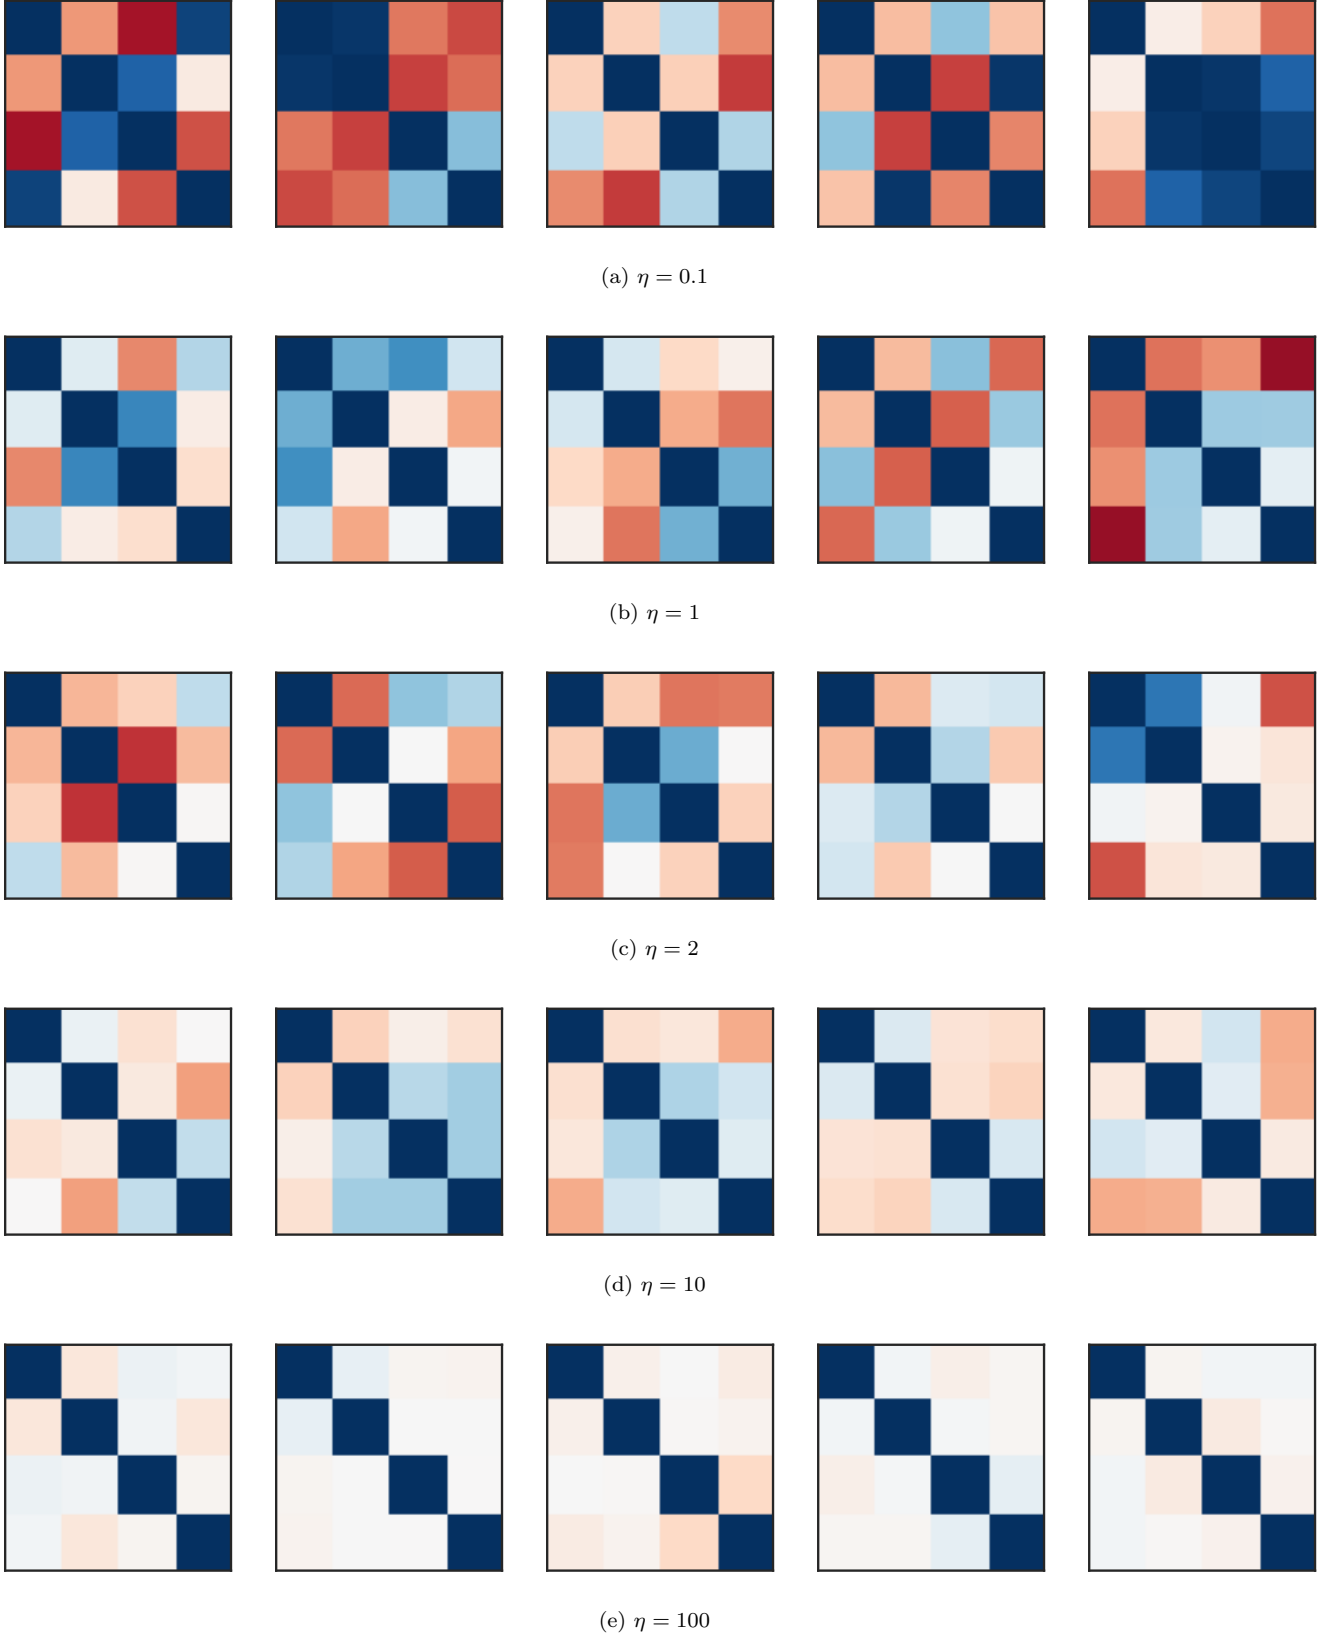 (a) η = 0.1
(b) η = 1
(c) η = 2
(d) η = 10
(e) η = 100